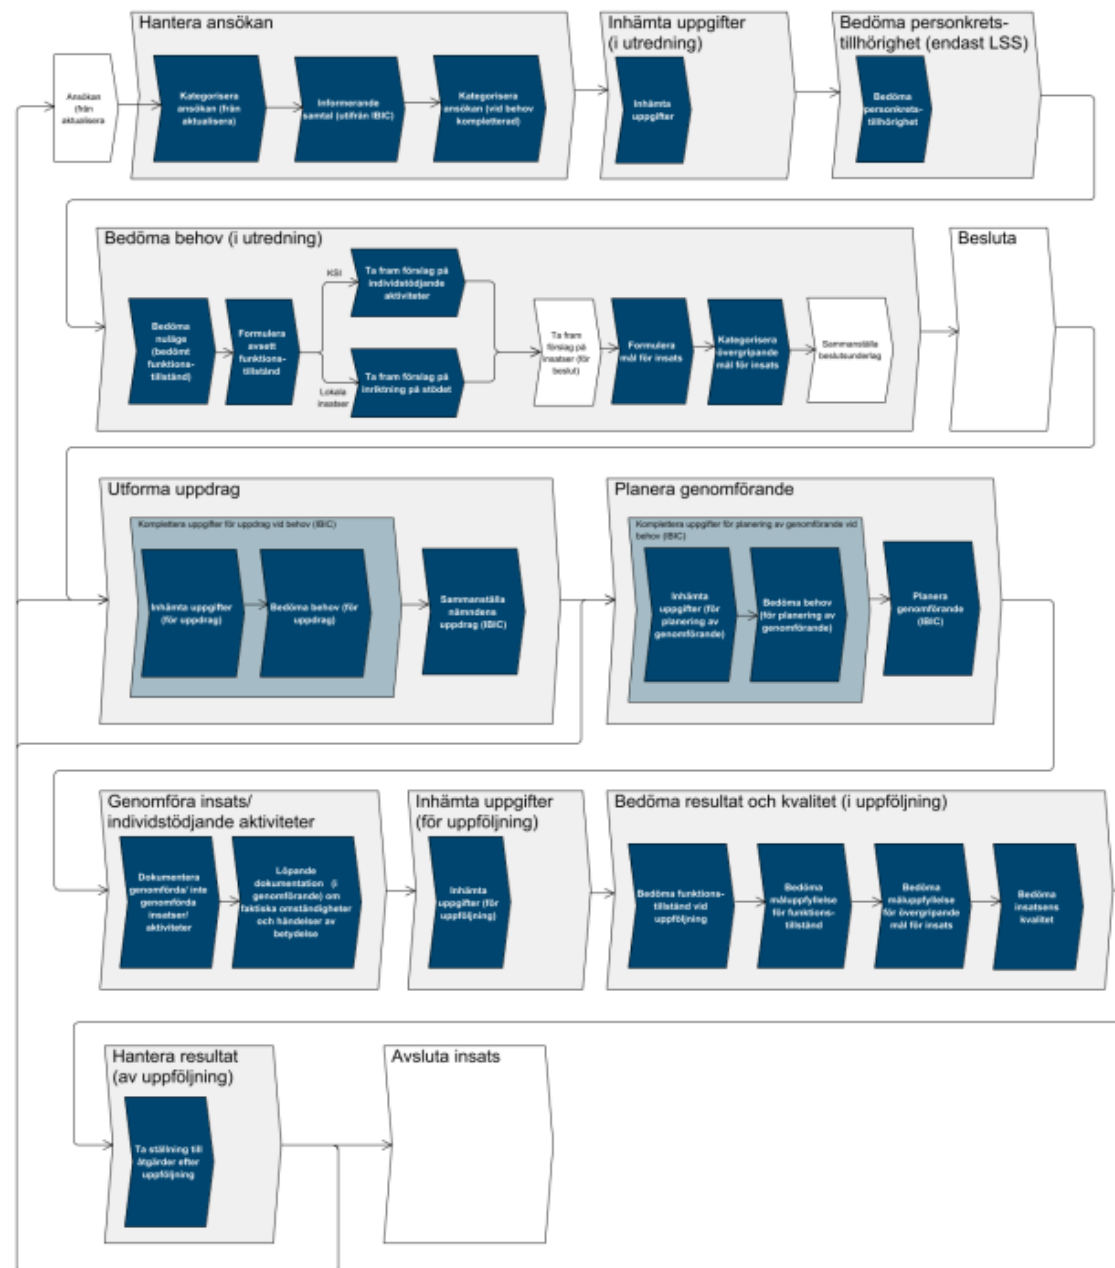 Hantera ansökan
Inhämta uppgifter
(i utredning)
Bedöma personkrets-
tillhörighet (endast LSS)
Ansökan
(från
aktualisera
Kategorisera
ansökan (från
aktualisera)
Informerande
samtal (utifrån IBIC)
Kategorisera
ansökan (vid behov
kompletterad)
Inhämta
uppgifter
Bedöma
personkrets-
tillhörighet
Bedöma behov (i utredning)
Besluta
Bedöma
nuläge
(bedömt
funktions-
tillstånd)
Formulera
avsett
funktions-
tillstånd
KSI
Ta fram förslag på
individstödjande
aktiviteter
Lokala
insatser
Ta fram förslag på
inriktning på stödet
Ta fram
förslag på
insatser (för
beslut)
Formulera
mål för insats
Kategorisera
övergripande
mål för insats
Sammanställa
beslutsunderlag
Utforma uppdrag
Komplettera uppgifter för uppdrag vid behov (IBIC)
Inhämta uppgifter
(för uppdrag)
Bedöma behov (för
uppdrag)
Sammanställa
nämndens
uppdrag (IBIC)
Planera genomförande
Komplettera uppgifter för planering av genomförande vid
behov (IBIC)
Inhämta
uppgifter (för
planering av
genomförande)
Bedöma behov
(för planering av
genomförande)
Planera
genomförande
(IBIC)
Genomföra insats/
individstödjande aktiviteter
Dokumentera
genomförda/ inte
genomförda
insatser/
aktiviteter
Löpande
dokumentation (i
genomförande) om
faktiska omständigheter
och händelser av
betydelse
Inhämta uppgifter
(för uppföljning)
Inhämta
uppgifter (för
uppföljning)
Bedöma resultat och kvalitet (i uppföljning)
Bedöma funktions-
tillstånd vid
uppföljning
Bedöma
måluppfyllelse
för funktions-
tillstånd
Bedöma
måluppfyllelse
för övergripande
mål för insats
Bedöma
insatsens
kvalitet
Hantera resultat
(av uppföljning)
Ta ställning till
åtgärder efter
uppföljning
Avsluta insats